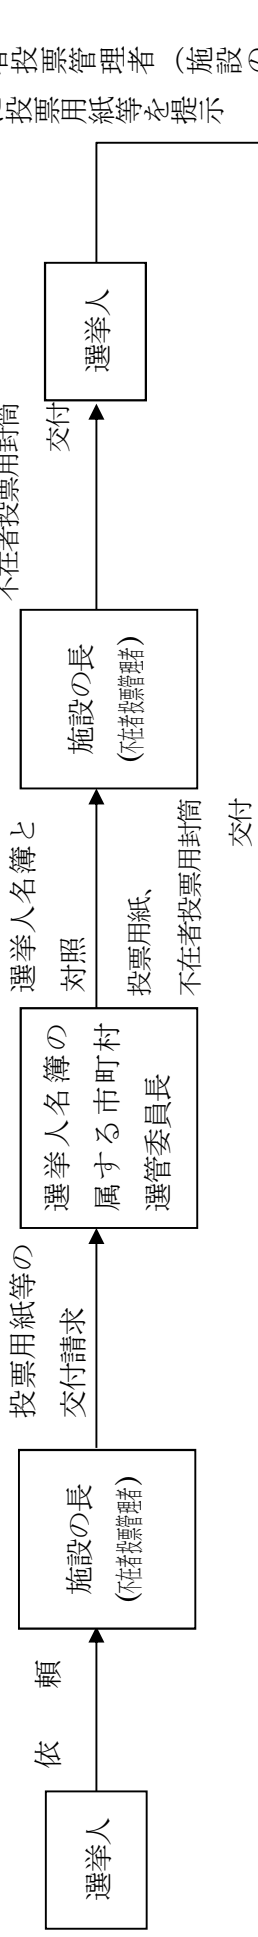 選挙人
依　頼
施設の長
(不在者投票管理者)
投票用紙等の
交付請求
選挙人名簿の
属する市町村
選管委員長
選挙人名簿と
対照
投票用紙、
不在者投票用封筒
交付
施設の長
(不在者投票管理者)
不在者投票用封筒
交付
選挙人
投票管理者（施設の
投票用紙等を提示